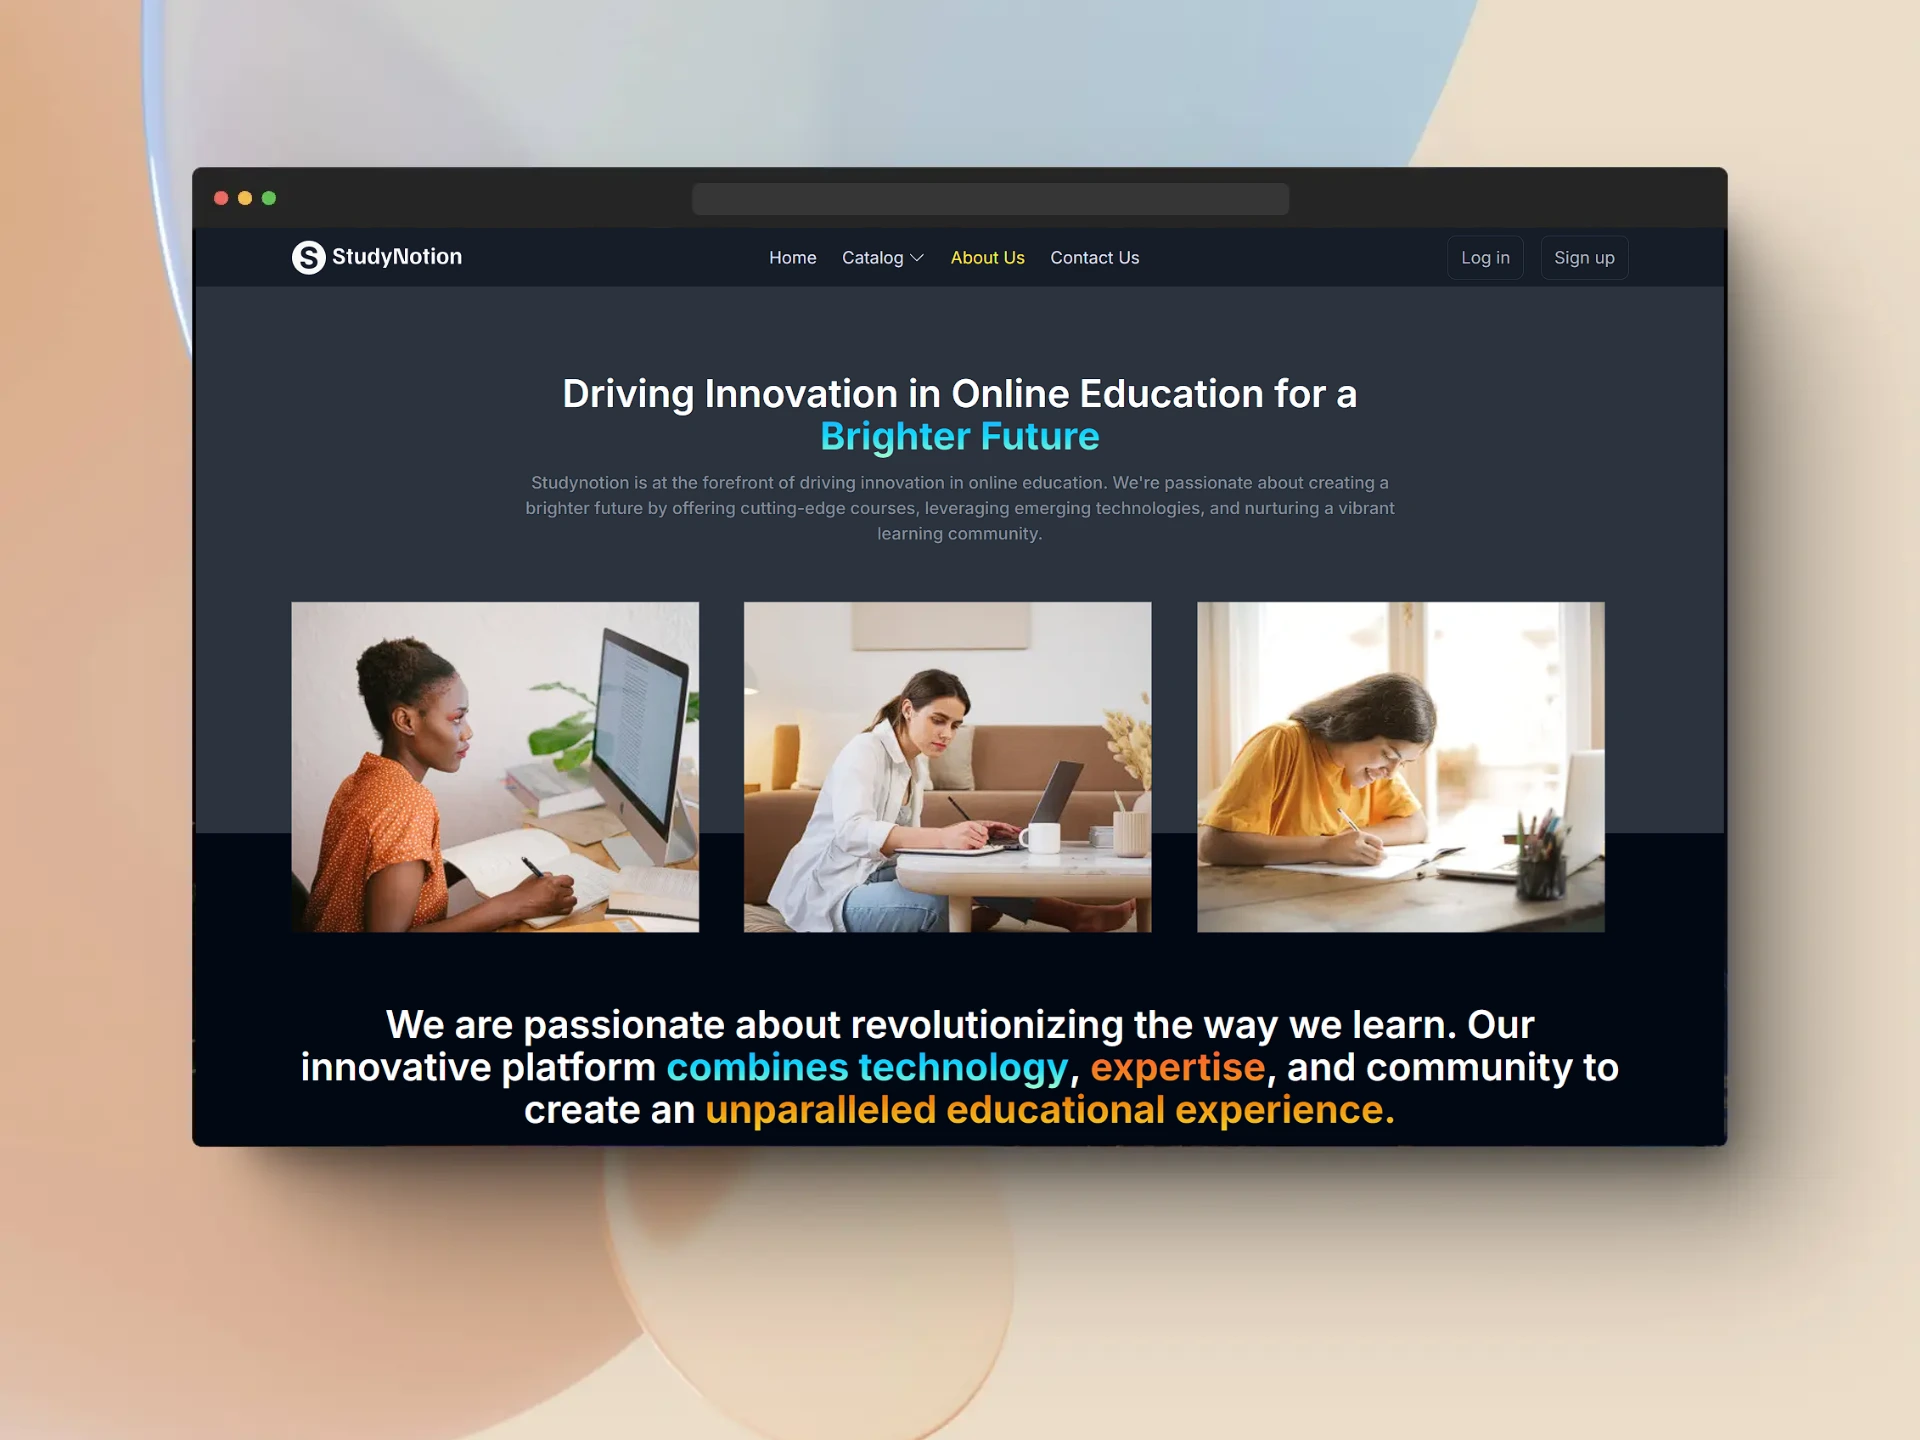 StudyNotion
Home Catalog About Us Contact Us
Log in Sign up
Driving Innovation in Online Education for a
Brighter Future
Studynotion is at the forefront of driving innovation in online education. We're passionate about creating a
brighter future by offering cutting-edge courses, leveraging emerging technologies, and nurturing a vibrant
learning community.
We are passionate about revolutionizing the way we learn. Our
innovative platform combines technology, expertise, and community to
create an unparalleled educational experience.